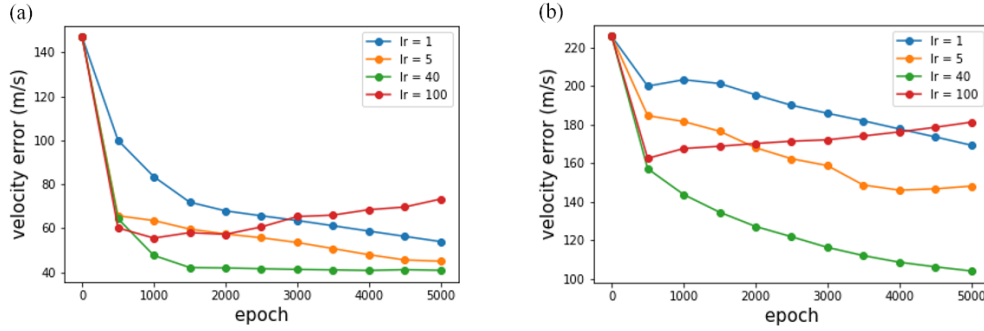 (a)
velocity error (m/s)
140
120
100
80
60
40
0
1000
2000
3000
4000
5000
epoch
lr = 1
lr = 5
lr = 40
lr = 100
(b)
velocity error (m/s)
220
200
180
160
140
120
100
0
1000
2000
3000
4000
5000
epoch
lr = 1
lr = 5
lr = 40
lr = 100